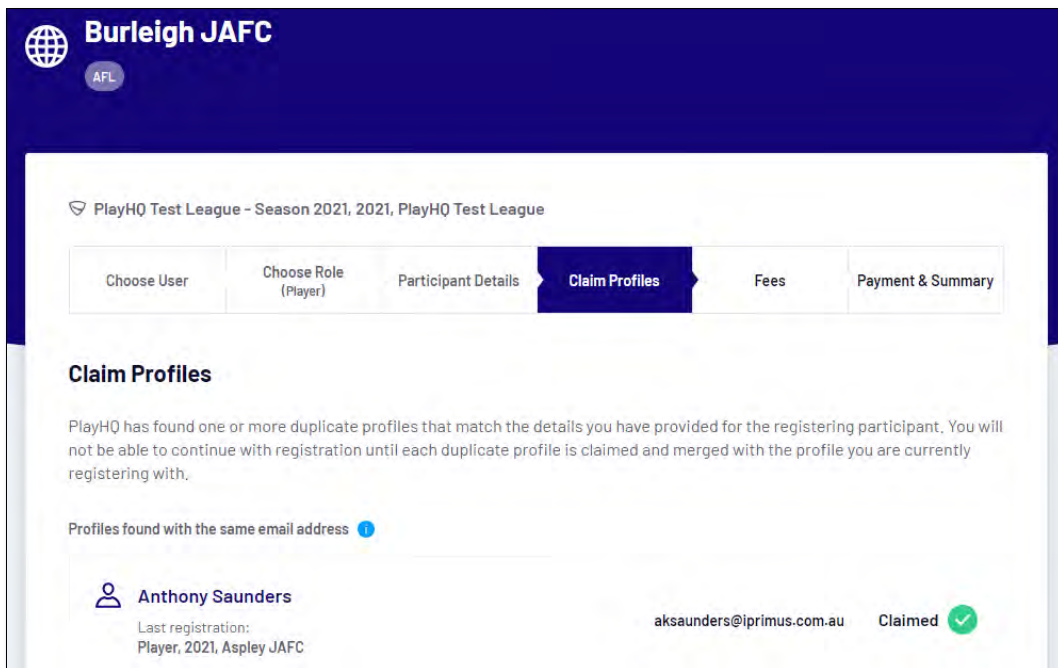 Burleigh JAFC
AFL
PlayHQ Test League - Season 2021, 2021, PlayHQ Test League
Choose User
Choose Role
(Player)
Participant Details
Claim Profiles
Fees
Payment & Summary
Claim Profiles
PlayHQ has found one or more duplicate profiles that match the details you have provided for the registering participant. You will
not be able to continue with registration until each duplicate profile is claimed and merged with the profile you are currently
registering with.
Profiles found with the same email address i
Anthony Saunders
aksaunders@iprimus.com.au
Claimed
Last registration:
Player, 2021, Aspley JAFC